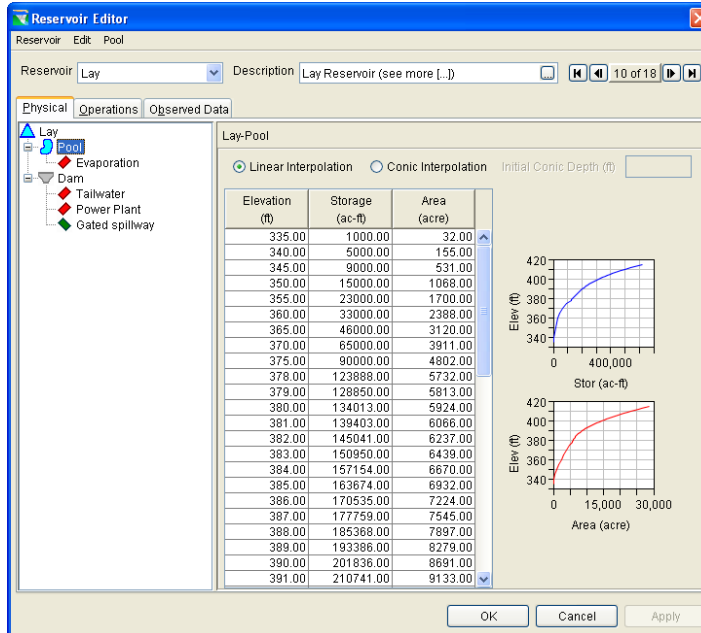 Reservoir Editor
Reservoir Edit Pool
Reservoir Lay Description Lay Reservoir (see more [...]) ... 10 of 18
Physical Operations Observed Data
Lay
Pool
Evaporation
Dam
Tailwater
Power Plant
Gated spillway
Lay-Pool
Linear Interpolation Conic Interpolation Initial Conic Depth (ft)
Elevation Storage Area
(ft) (ac-ft) (acre)
335.00 1000.00 32.00
340.00 5000.00 155.00
345.00 9000.00 531.00
350.00 15000.00 1068.00
355.00 23000.00 1700.00
360.00 33000.00 2388.00
365.00 46000.00 3120.00
370.00 65000.00 3911.00
375.00 90000.00 4802.00
378.00 123888.00 5732.00
379.00 128850.00 5813.00
380.00 134013.00 5924.00
381.00 139403.00 6066.00
382.00 145041.00 6237.00
383.00 150950.00 6439.00
384.00 157154.00 6670.00
385.00 163674.00 6932.00
386.00 170535.00 7224.00
387.00 177759.00 7545.00
388.00 185368.00 7897.00
389.00 193386.00 8279.00
390.00 201836.00 8691.00
391.00 210741.00 9133.00
420
400
380
360
340
Elev (ft)
0 400,000
Stor (ac-ft)
420
400
380
360
340
Elev (ft)
0 15,000 30,000
Area (acre)
OK Cancel Apply